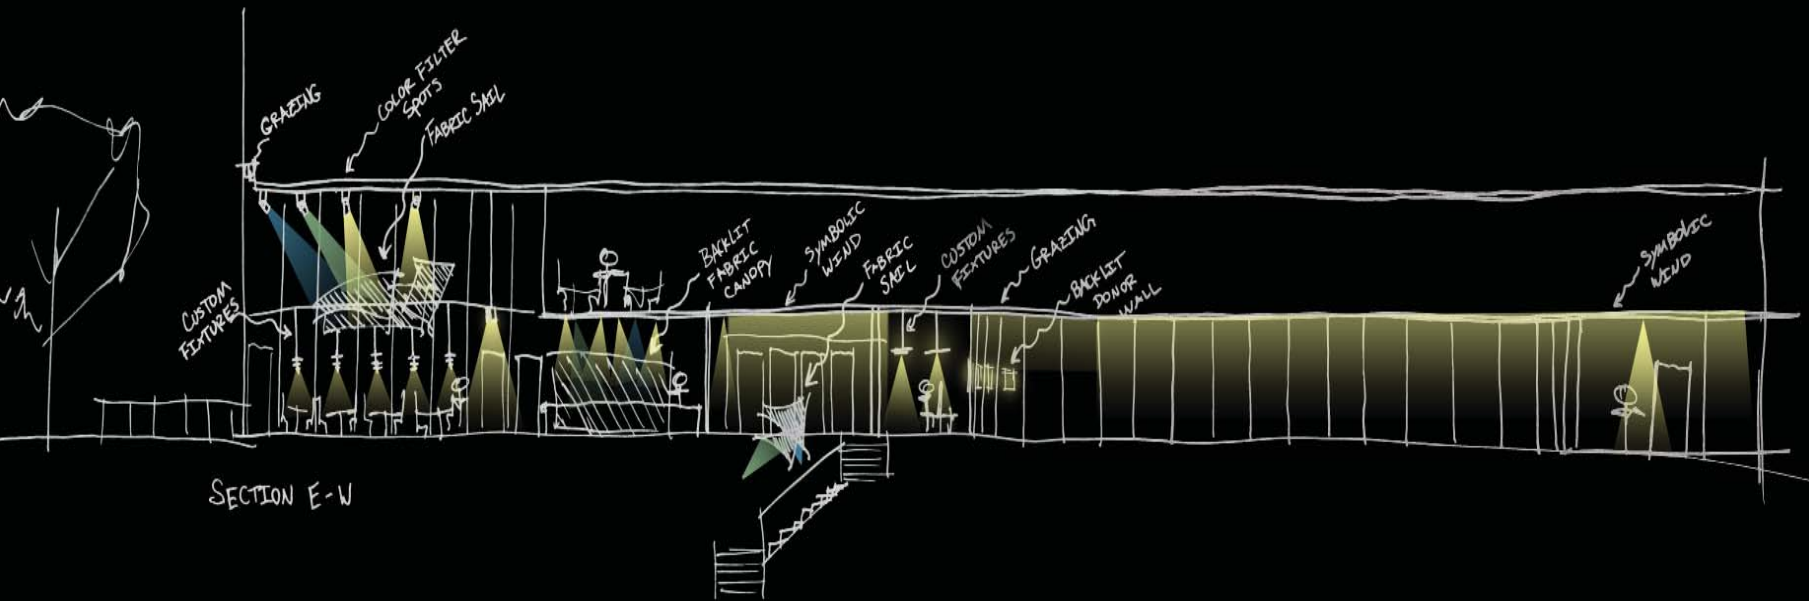 GRAZING
COLOR FILTER
SPOTS
FABRIC SAIL
CUSTOM
FIXTURES
BACKLIT
FABRIC
CANOPY
SYMBOLIC
WIND
FABRIC
SAIL
CUSTOM
FIXTURES
GRAZING
BACKLIT
DONOR
WALL
SYMBOLIC
WIND
SECTION E-W